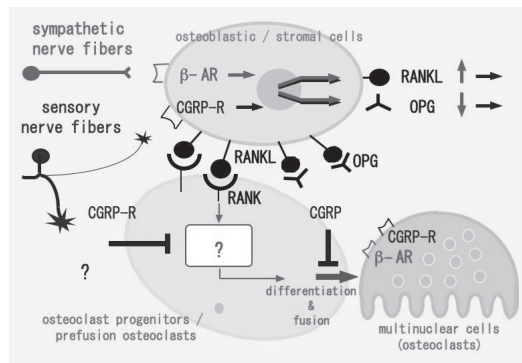 sympathetic
nerve fibers
osteoblastic / stromal cells
β-AR
RANKL
CGRP-R
OPG
sensory
nerve fibers
RANKL
OPG
RANK
CGRP-R
CGRP
?
?
CGRP-R
β-AR
differentiation
&
fusion
osteoclast progenitors /
prefusion osteoclasts
multinuclear cells
(osteoclasts)